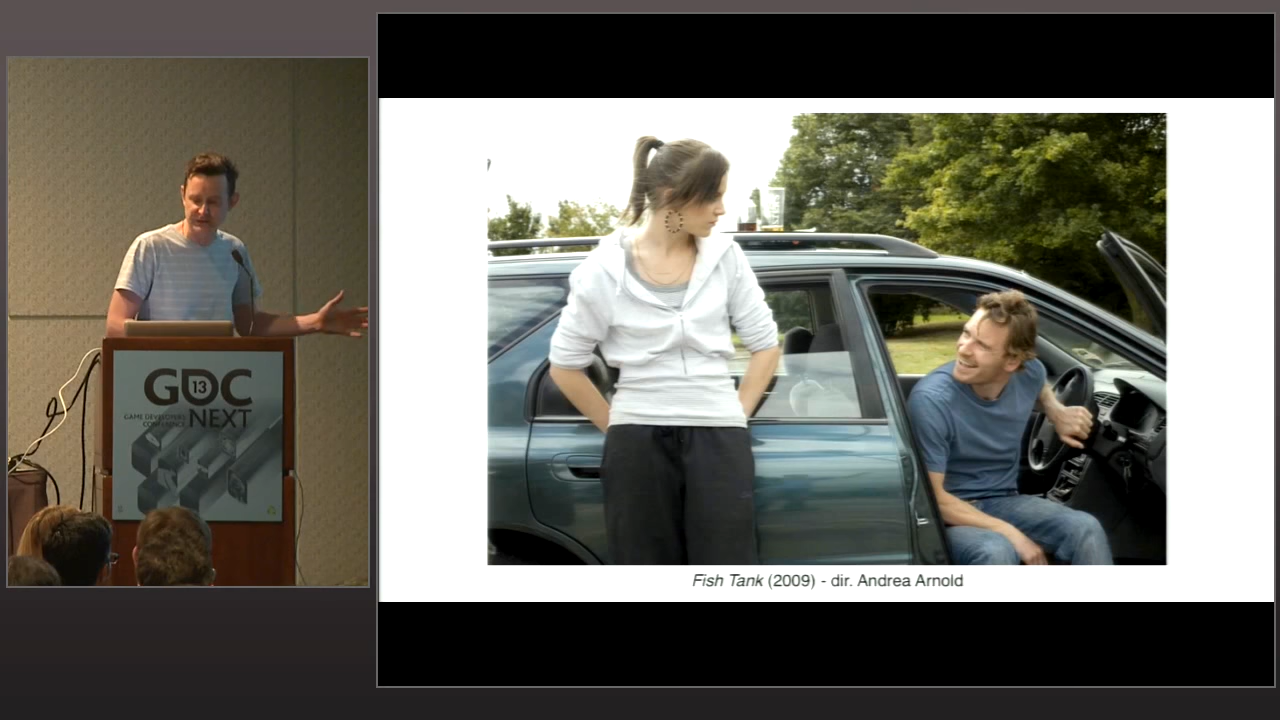 GDC
13
NEXT
GAME DEVELOPERS
CONFERENCE
Fish Tank (2009) - dir. Andrea Arnold